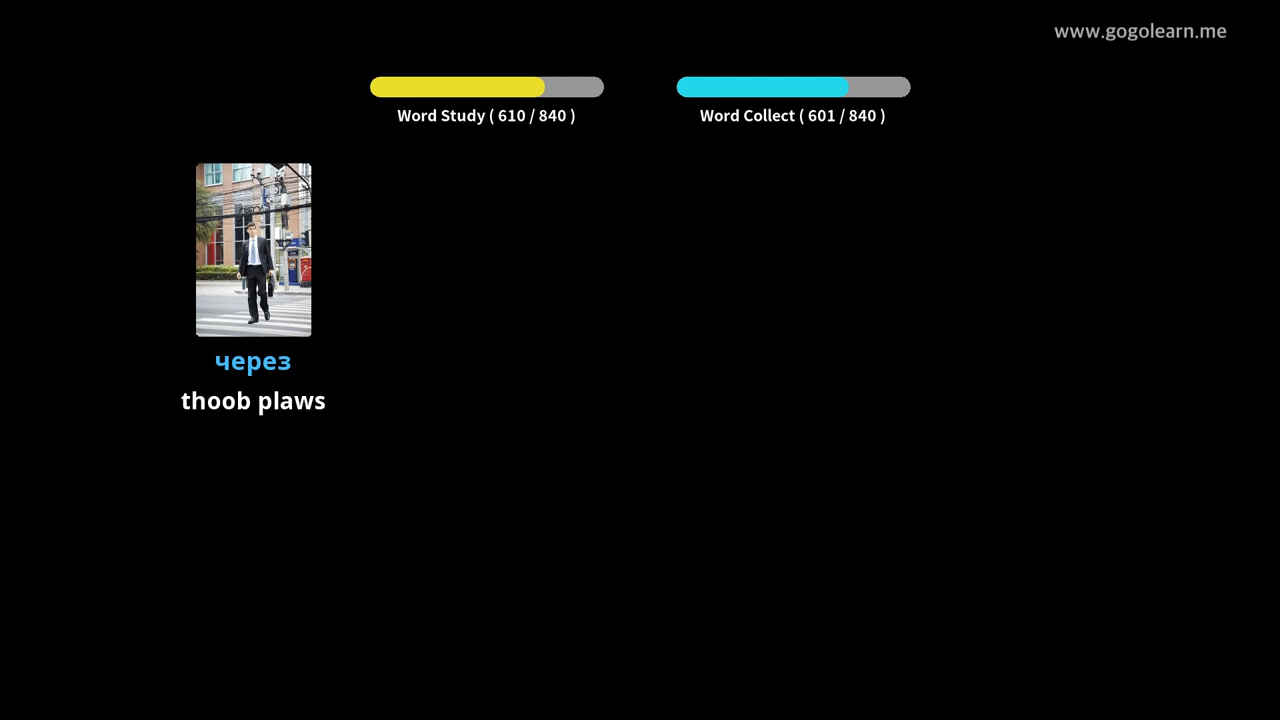 www.gogolearn.me
Word Study ( 610 / 840 )
Word Collect ( 601 / 840 )
через
thoob plaws